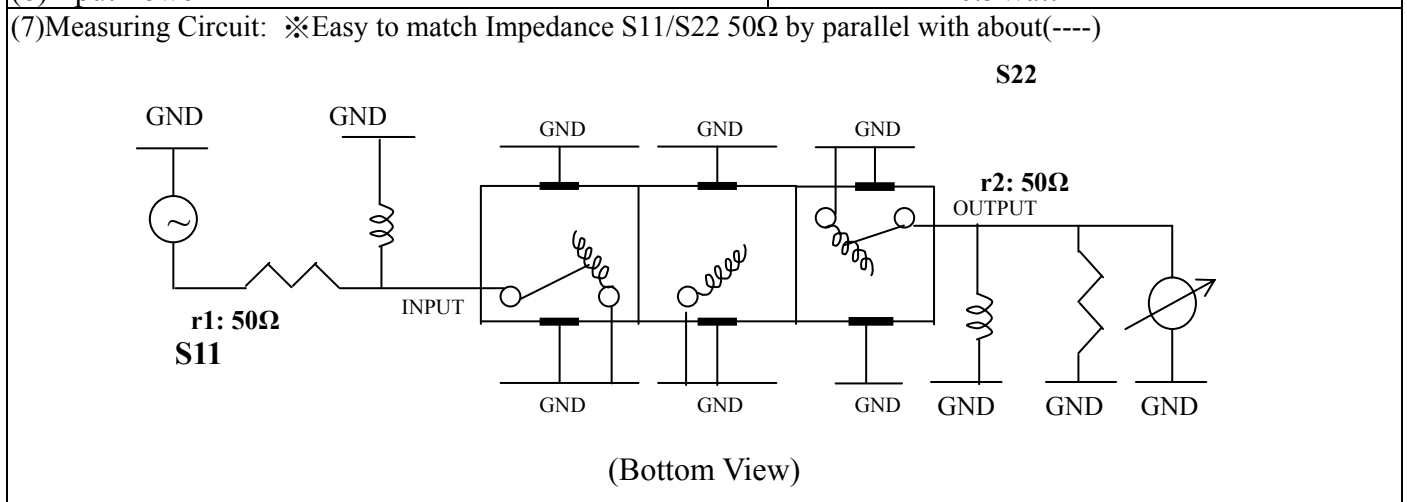 (7)Measuring Circuit: ※Easy to match Impedance S11/S22 50Ω by parallel with about(----)
S22
GND GND GND GND GND
r2: 50Ω
OUTPUT
~
INPUT
r1: 50Ω
S11
GND GND GND GND GND GND
(Bottom View)